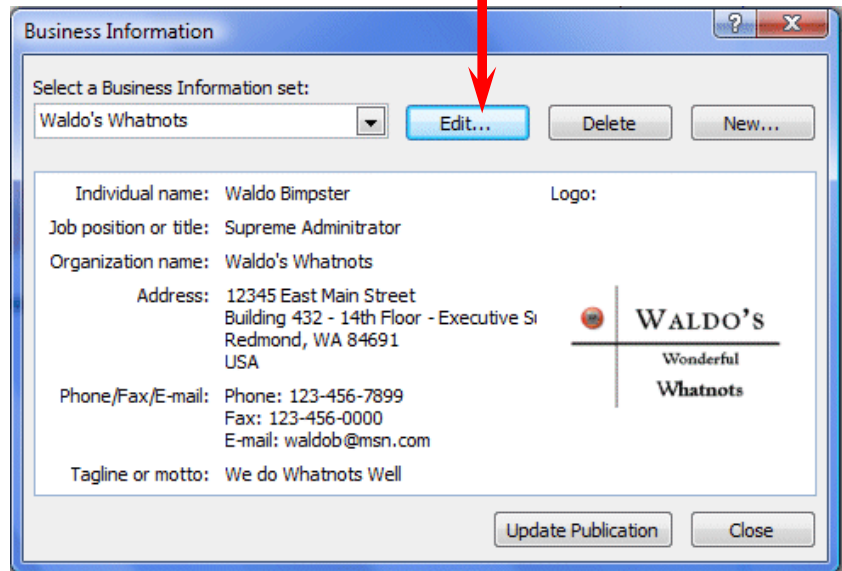 Business Information
?
X
Select a Business Information set:
Waldo's Whatnots
Edit...
Delete
New...
Individual name: Waldo Bimpster
Logo:
Job position or title: Supreme Adminitrator
Organization name: Waldo's Whatnots
Address: 12345 East Main Street
Building 432 - 14th Floor - Executive
Redmond, WA 84691
USA
Phone/Fax/E-mail: Phone: 123-456-7899
Fax: 123-456-0000
E-mail: waldob@msn.com
Tagline or motto: We do Whatnots Well
WALDO'S
Wonderful
Whatnots
Update Publication
Close